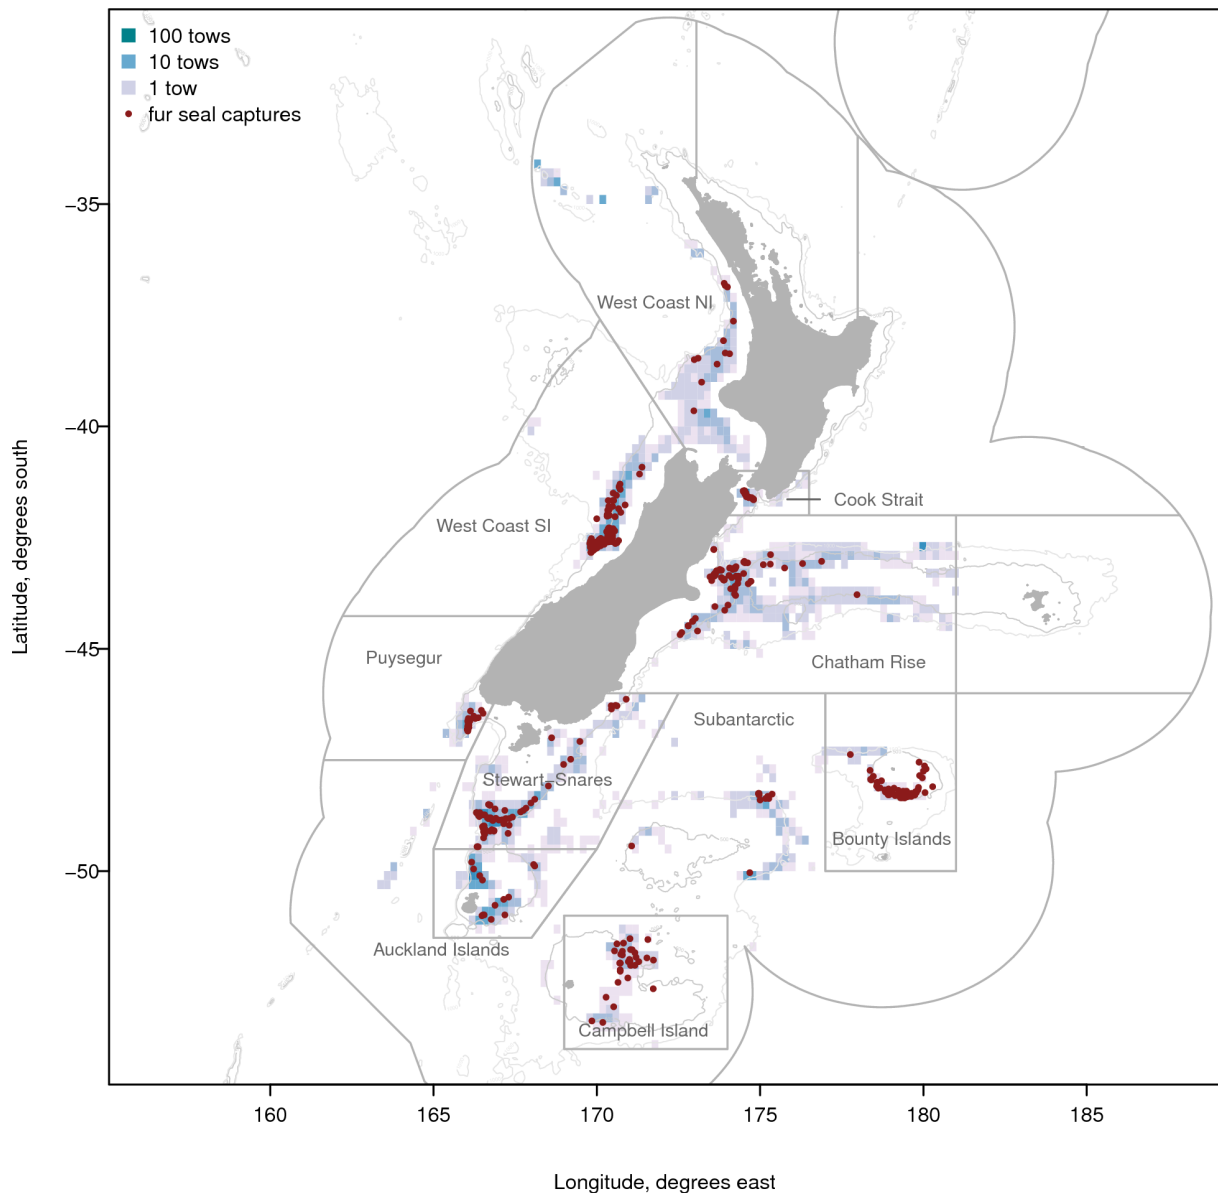 100 tows
10 tows
1 tow
fur seal captures
−35
West Coast NI
−40
Cook Strait
West Coast SI
−45
Puysegur
Chatham Rise
Subantarctic
Stewart−Snares
Bounty Islands
−50
Auckland Islands
Campbell Island
160
165
170
175
180
185
Longitude, degrees east
Latitude, degrees south